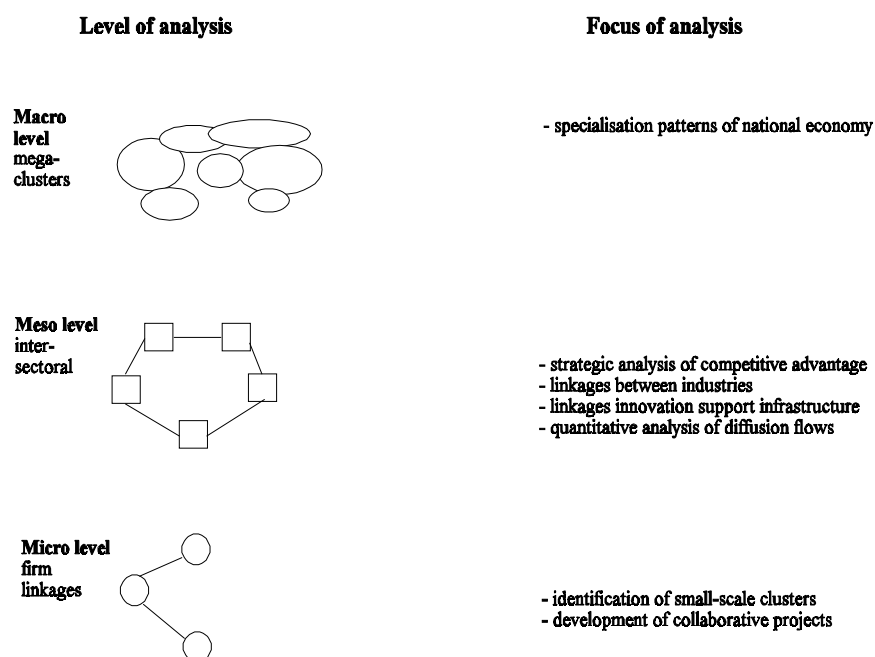 Level of analysis
Focus of analysis
Macro
level
mega-
clusters
- specialisation patterns of national economy
Meso level
inter-
sectoral
- strategic analysis of competitive advantage
- linkages between industries
- linkages innovation support infrastructure
- quantitative analysis of diffusion flows
Micro level
firm
linkages
- identification of small-scale clusters
- development of collaborative projects